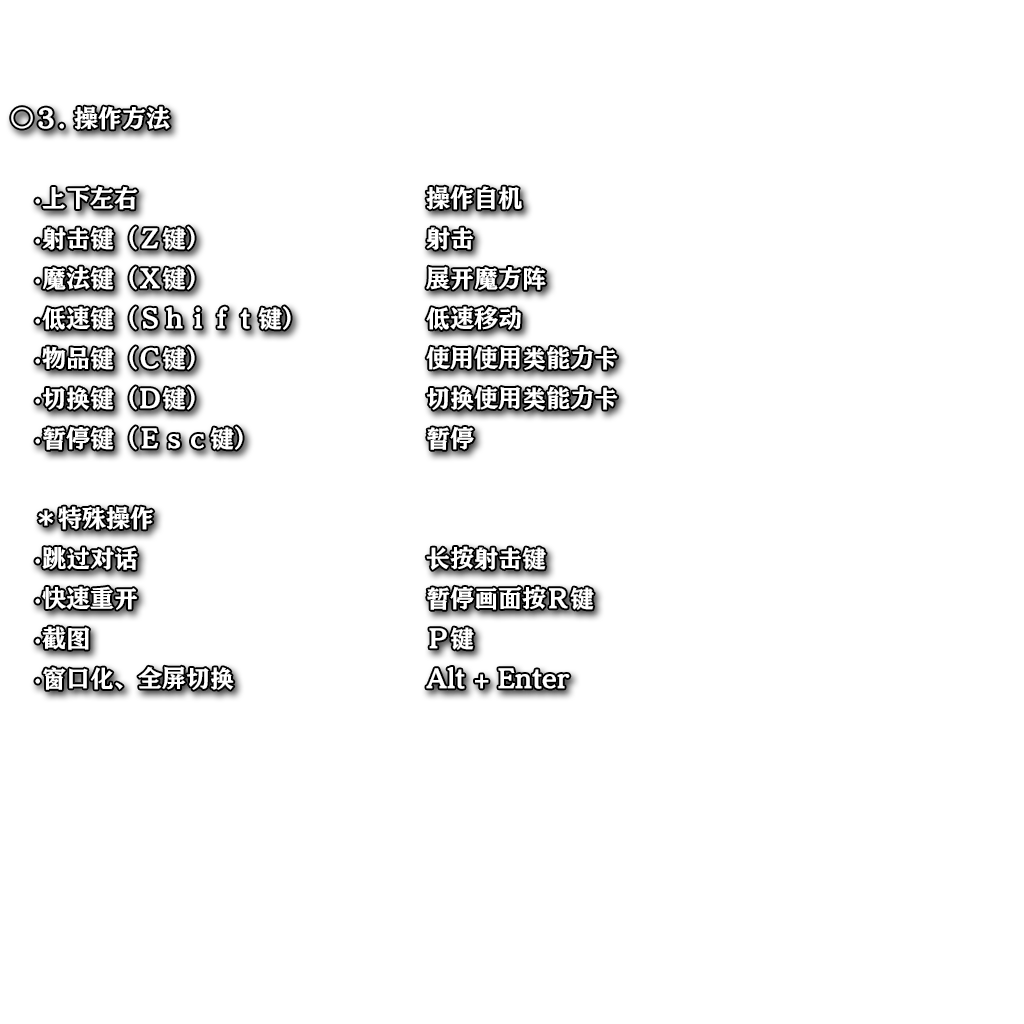 ◎３．操作方法
·上下左右 操作自机
·射击键（Ｚ键） 射击
·魔法键（Ｘ键） 展开魔方阵
·低速键（Ｓｈｉｆｔ键） 低速移动
·物品键（Ｃ键） 使用使用类能力卡
·切换键（Ｄ键） 切换使用类能力卡
·暂停键（Ｅｓｃ键） 暂停
＊特殊操作
·跳过对话 长按射击键
·快速重开 暂停画面按Ｒ键
·截图 Ｐ键
·窗口化、全屏切换 Alt + Enter